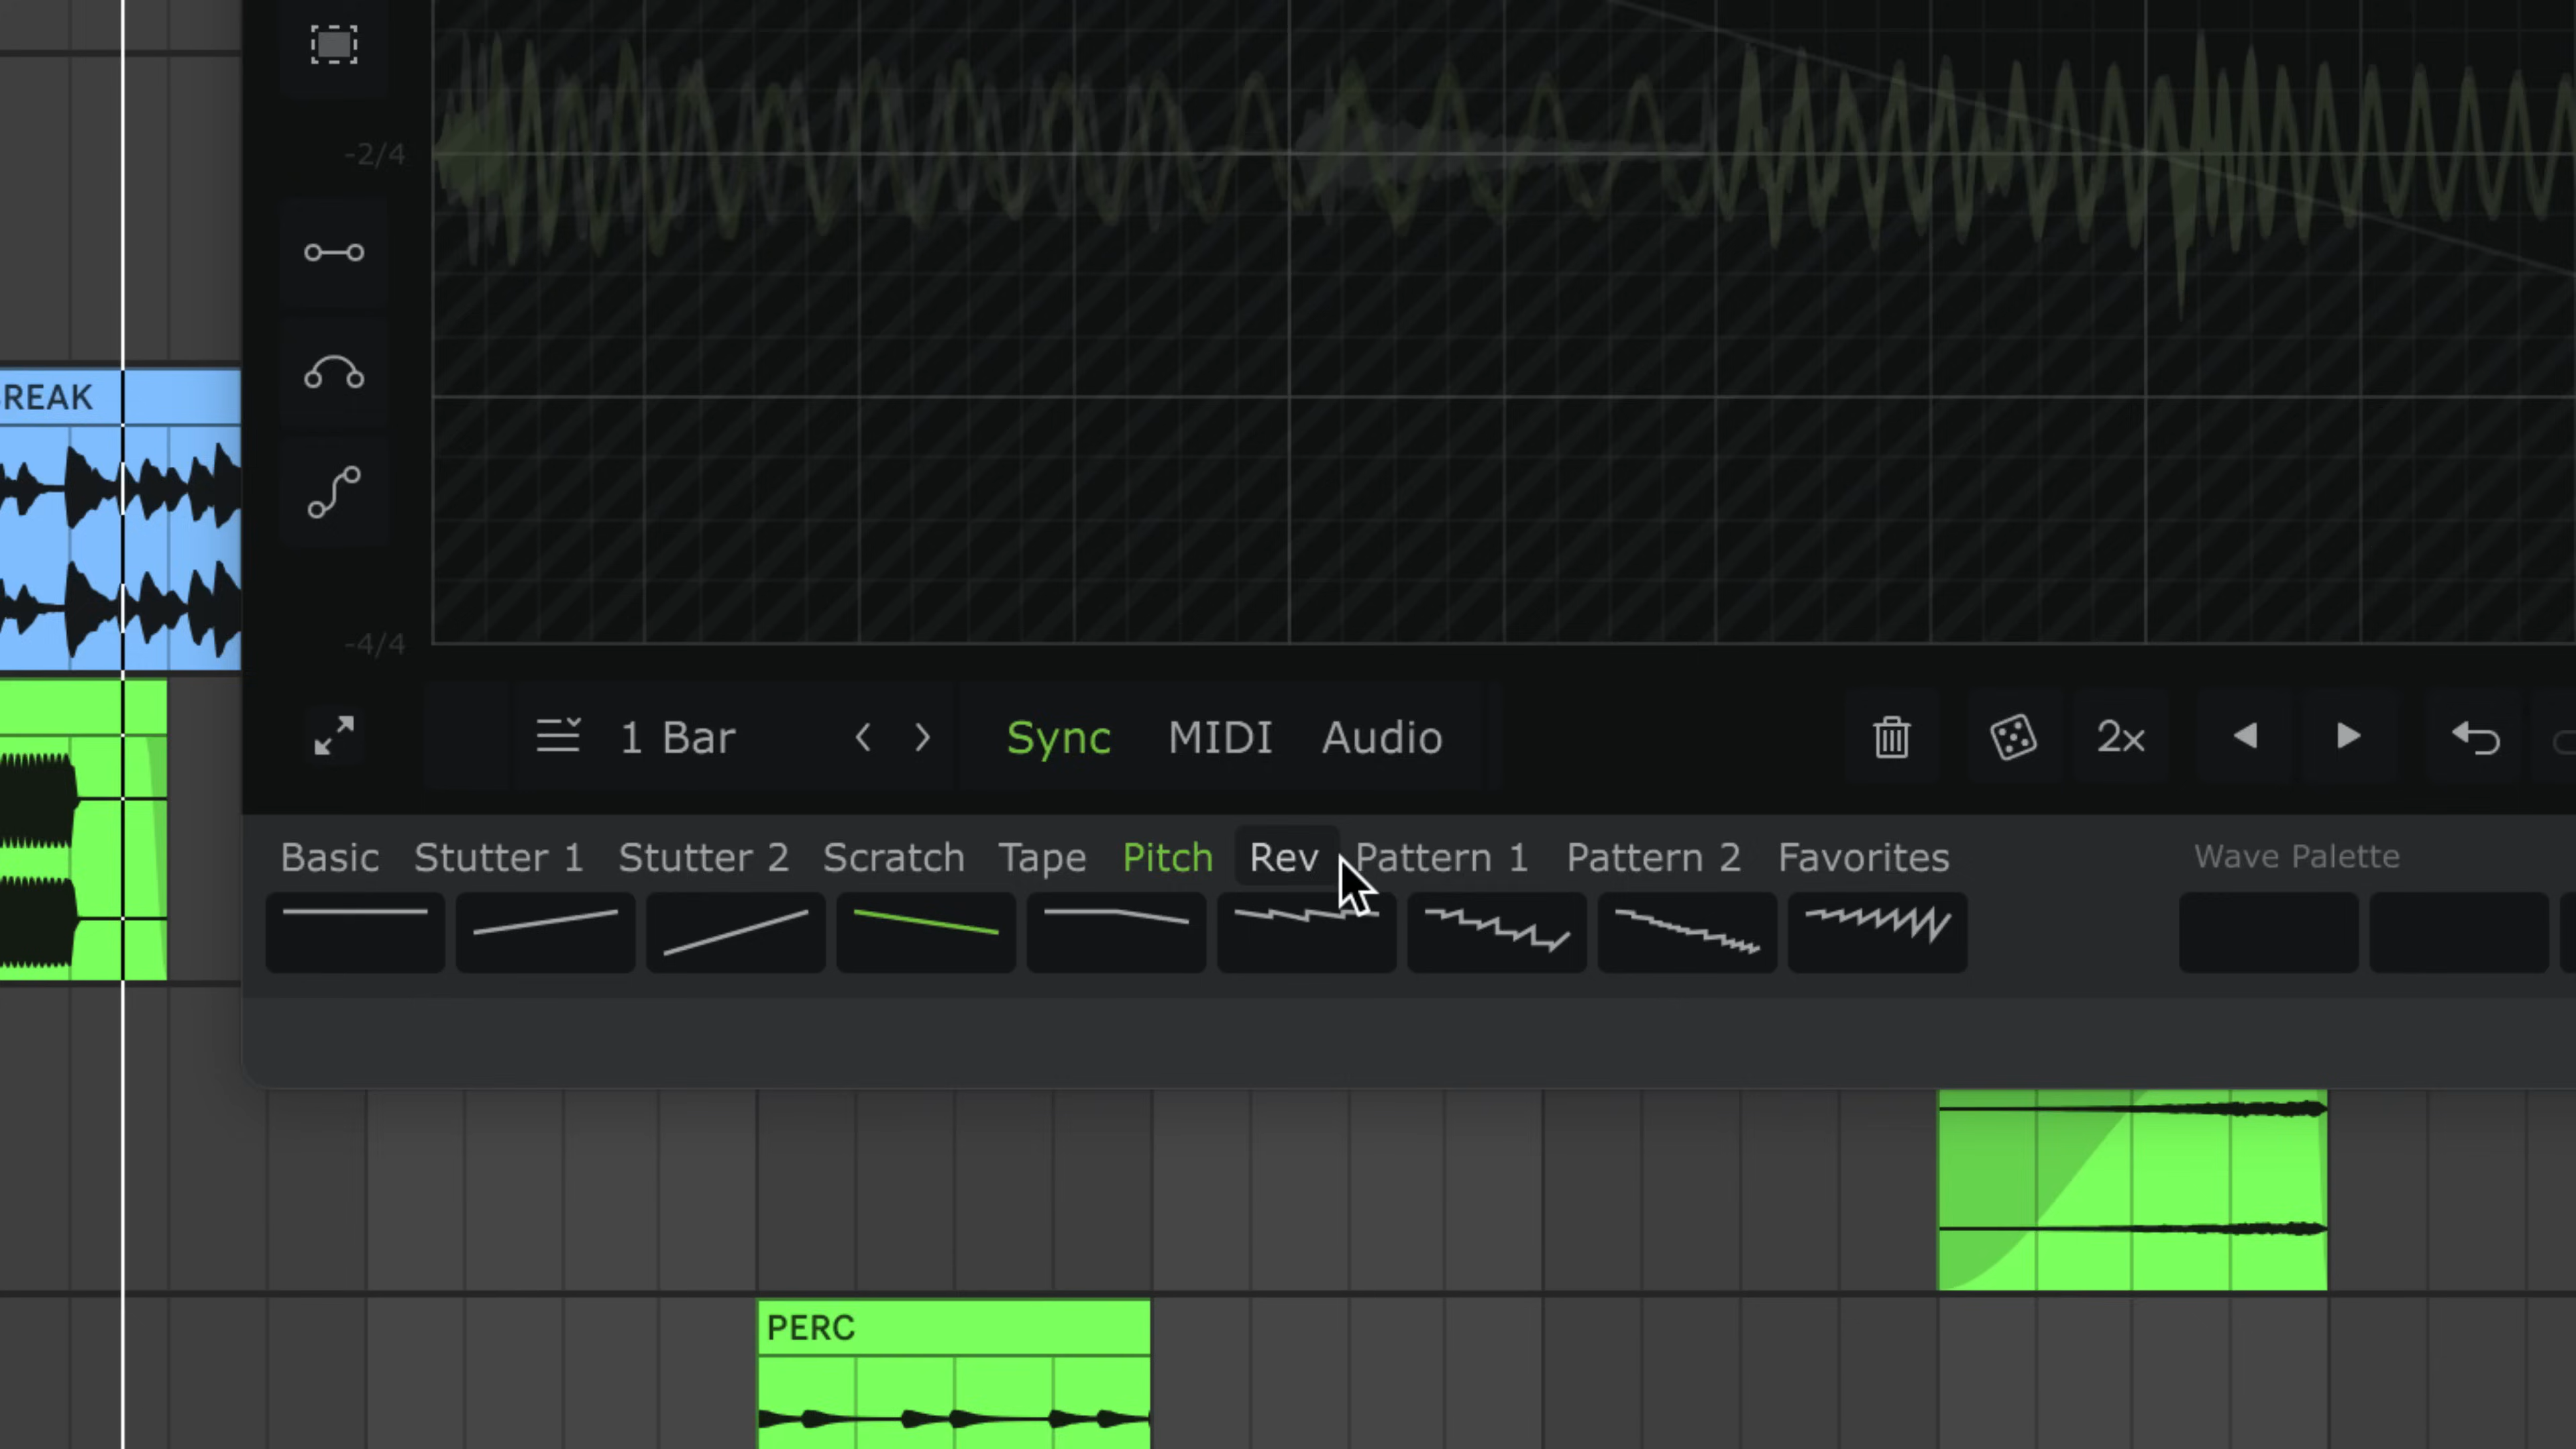 -2/4
REAK
-4/4
1 Bar
Sync MIDI Audio
2x
Basic Stutter 1 Stutter 2 Scratch Tape Pitch Rev Pattern 1 Pattern 2 Favorites
Wave Palette
PERC